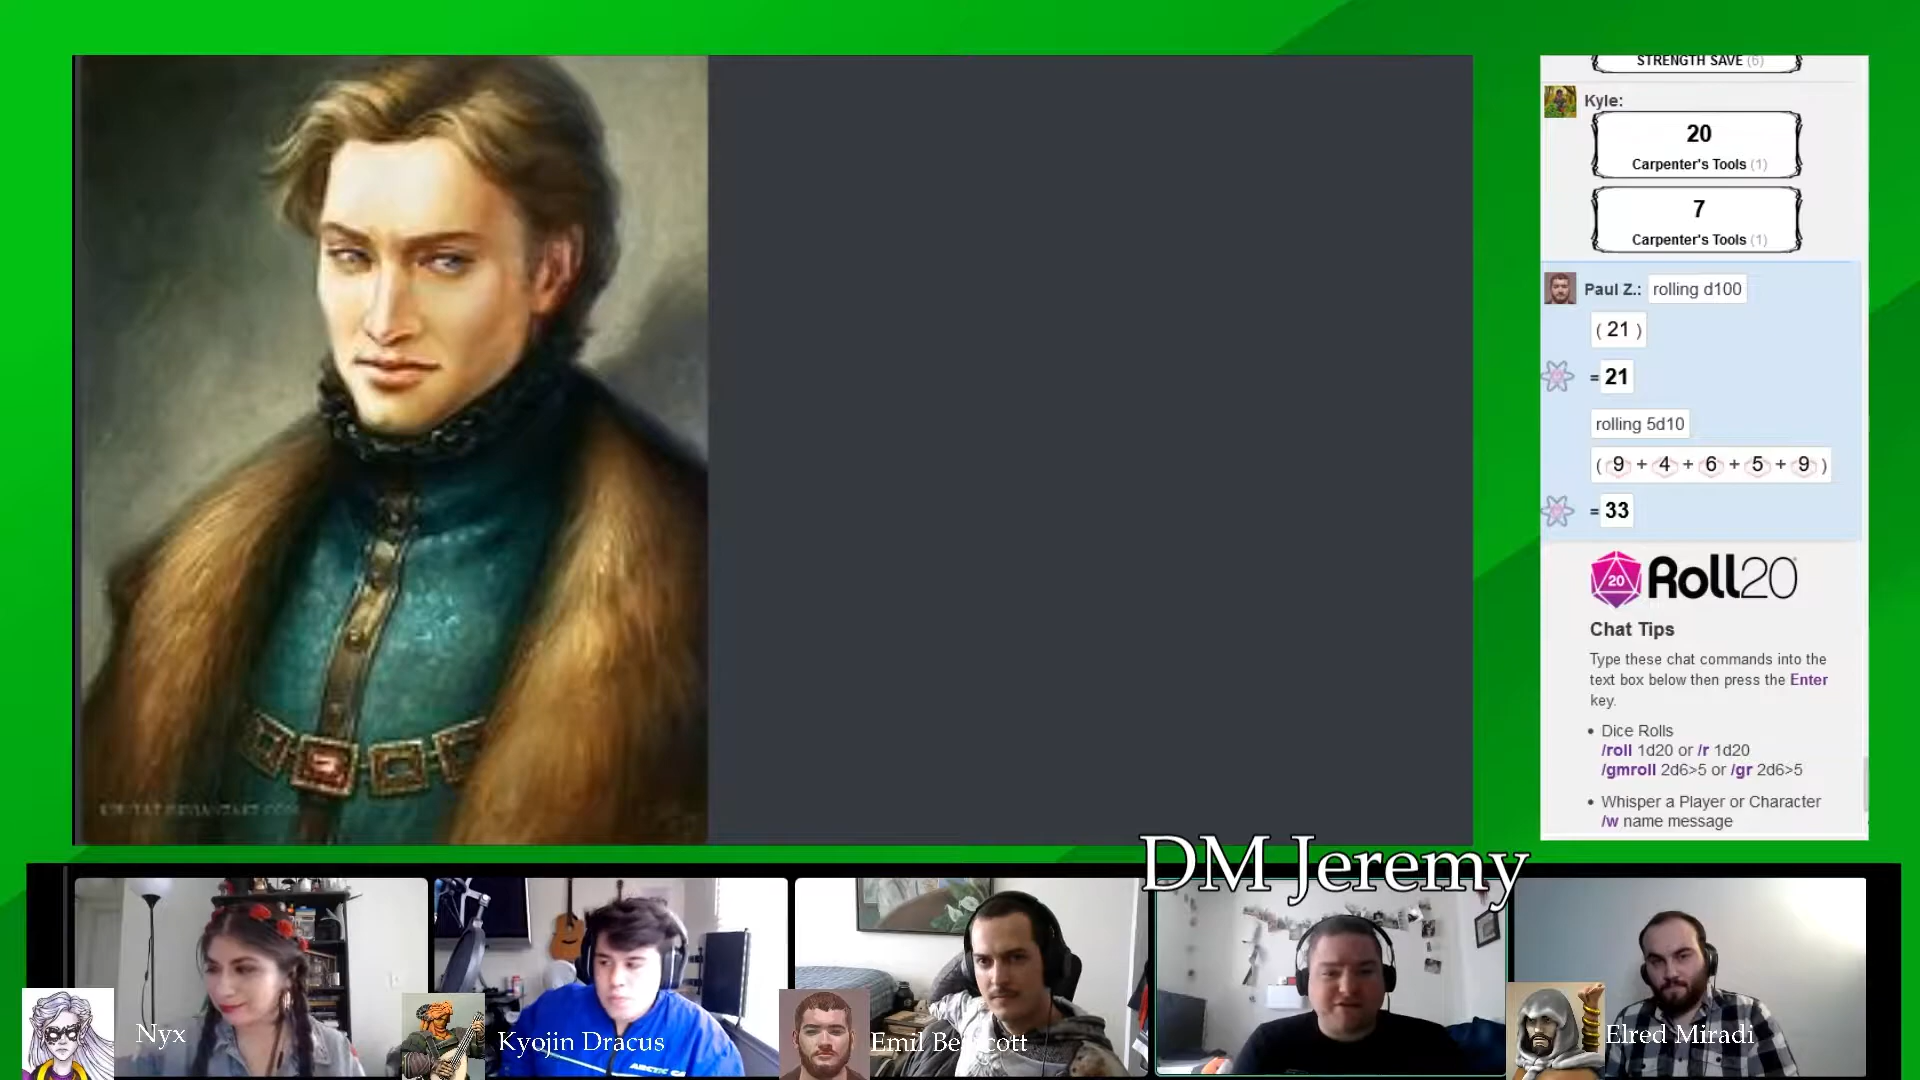 STRENGTH SAVE (6)
Kyle:
20
Carpenter's Tools (1)
7
Carpenter's Tools (1)
Paul Z.: rolling d100
( 21 )
= 21
rolling 5d10
( 9 + 4 + 6 + 5 + 9 )
= 33
20 Roll20
Chat Tips
Type these chat commands into the
text box below then press the Enter
key.
• Dice Rolls
/roll 1d20 or /r 1d20
/gmroll 2d6>5 or /gr 2d6>5
• Whisper a Player or Character
/w name message
DM Jeremy
Nyx
Kyojin Dracus
Emil
Elred Miradi